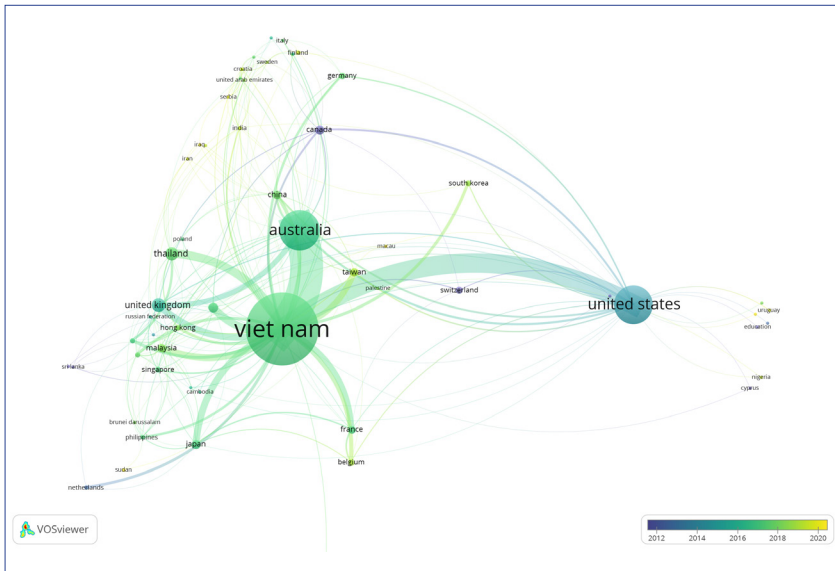 italy
finland
sweden
croatia
united arab emirates
germany
serbia
india
canada
iraq
iran
south korea
china
australia
poland
macau
thailand
taiwan
palestine
switzerland
united kingdom
united states
russian federation
uruguay
hong kong
viet nam
education
malaysia
singapore
sri lanka
nigeria
cambodia
cyprus
brunei darussalam
france
philippines
japan
belgium
sudan
netherlands
VOSviewer
2012 2014 2016 2018 2020